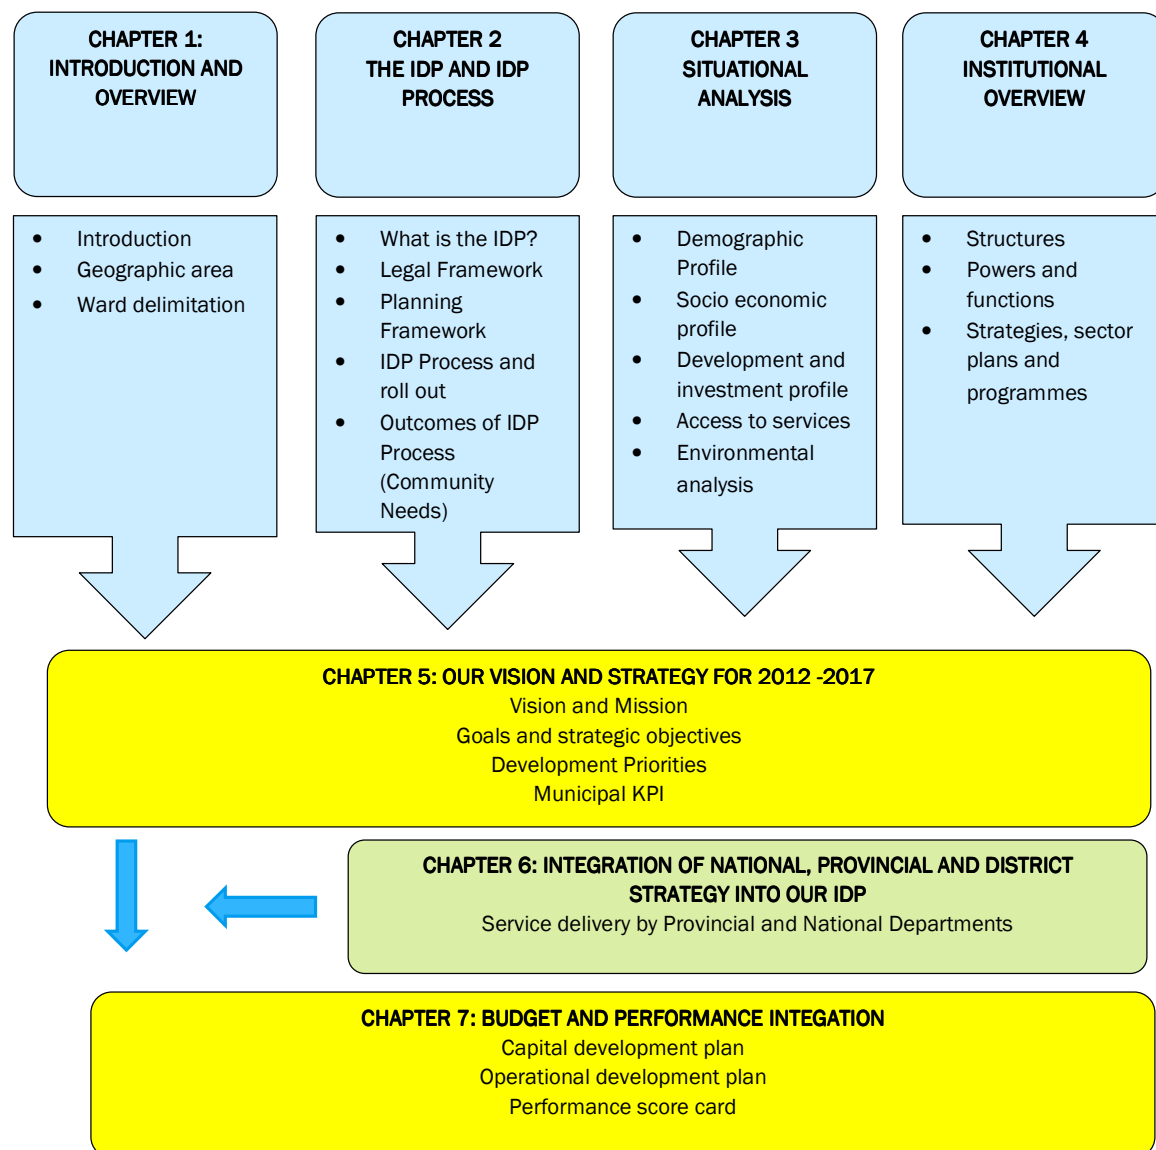 CHAPTER 1:
INTRODUCTION AND
OVERVIEW
CHAPTER 2
THE IDP AND IDP
PROCESS
CHAPTER 3
SITUATIONAL
ANALYSIS
CHAPTER 4
INSTITUTIONAL
OVERVIEW
• Introduction
• Geographic area
• Ward delimitation
• What is the IDP?
• Legal Framework
• Planning
Framework
• IDP Process and
roll out
• Outcomes of IDP
Process
(Community
Needs)
• Demographic
Profile
• Socio economic
profile
• Development and
investment profile
• Access to services
• Environmental
analysis
• Structures
• Powers and
functions
• Strategies, sector
plans and
programmes
CHAPTER 5: OUR VISION AND STRATEGY FOR 2012 -2017
Vision and Mission
Goals and strategic objectives
Development Priorities
Municipal KPI
CHAPTER 6: INTEGRATION OF NATIONAL, PROVINCIAL AND DISTRICT
STRATEGY INTO OUR IDP
Service delivery by Provincial and National Departments
CHAPTER 7: BUDGET AND PERFORMANCE INTEGATION
Capital development plan
Operational development plan
Performance score card